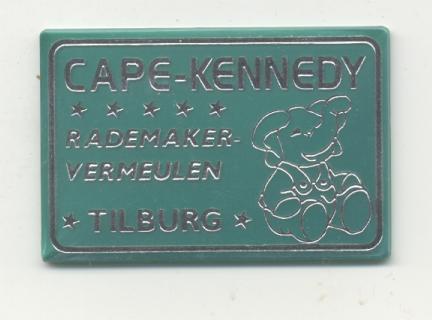 CAPE-KENNEDY
RADEMAKER-
VERMEULEN
TILBURG